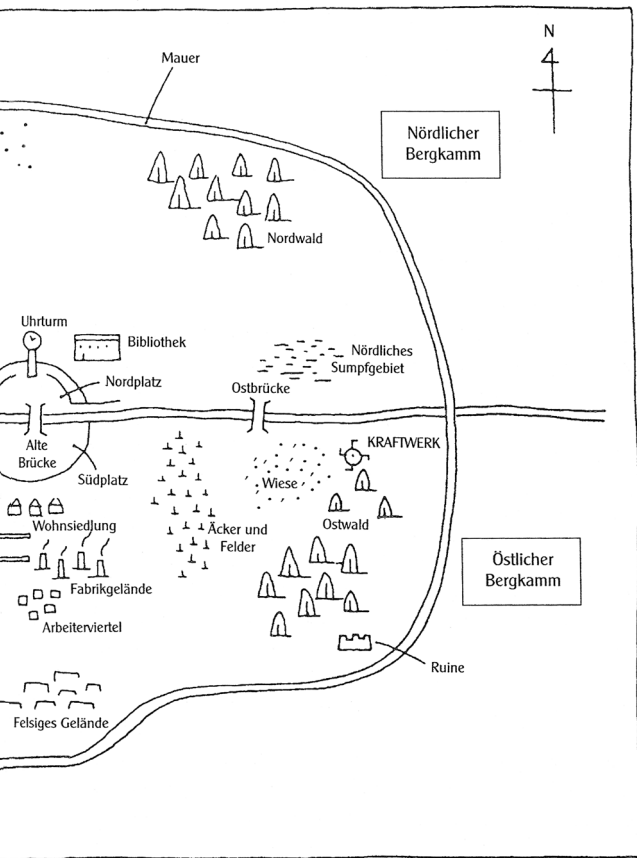 N
Mauer
Nördlicher
Bergkamm
Nordwald
Uhrturm
Bibliothek
Nördliches
Sumpfgebiet
Nordplatz
Ostbrücke
Alte
Brücke
KRAFTWERK
Südplatz
Wiese
Wohnsiedlung
Äcker und
Felder
Ostwald
Östlicher
Bergkamm
Fabrikgelände
Arbeiterviertel
Ruine
Felsiges Gelände